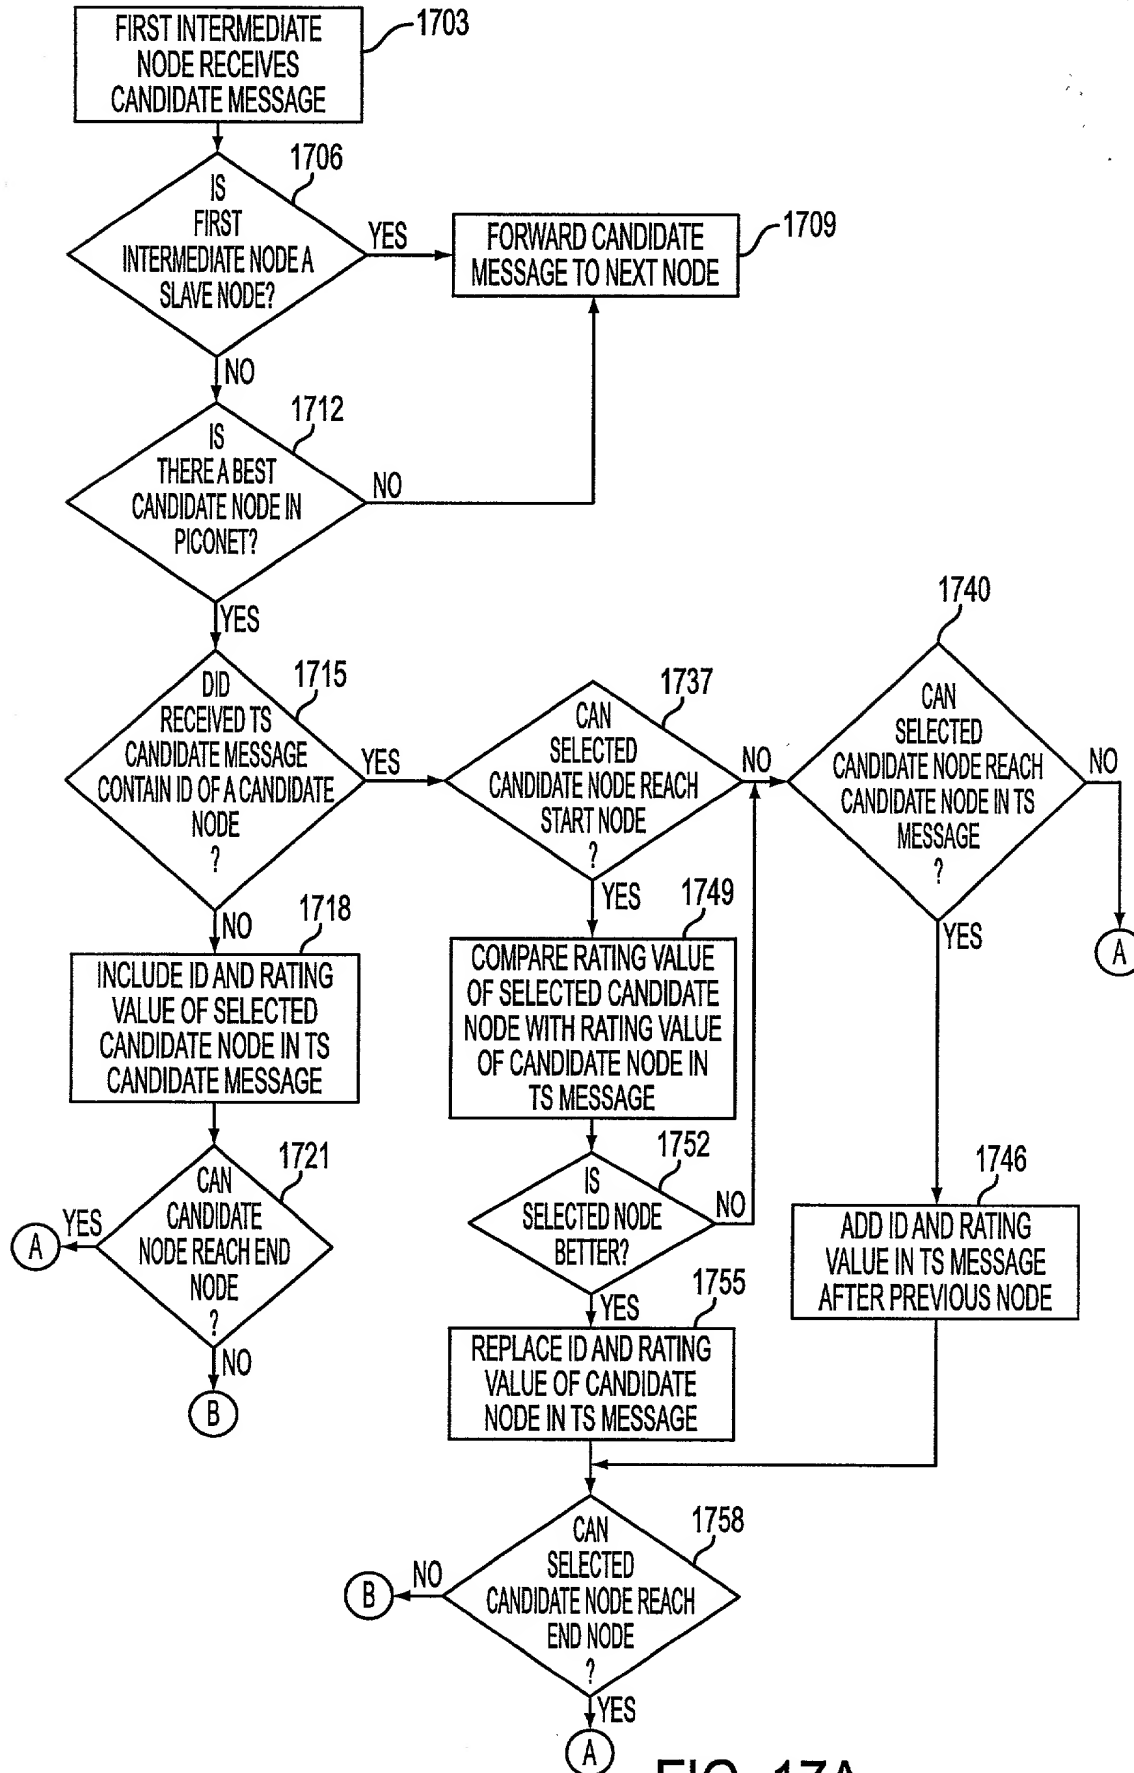 FIRST INTERMEDIATE
NODE RECEIVES
CANDIDATE MESSAGE
1703
IS
FIRST
INTERMEDIATE NODE A
SLAVE NODE?
1706
YES
FORWARD CANDIDATE
MESSAGE TO NEXT NODE
1709
NO
IS
THERE A BEST
CANDIDATE NODE IN
PICONET?
1712
NO
YES
DID
RECEIVED TS
CANDIDATE MESSAGE
CONTAIN ID OF A CANDIDATE
NODE
?
1715
YES
CAN
SELECTED
CANDIDATE NODE REACH
START NODE
?
1737
NO
CAN
SELECTED
CANDIDATE NODE REACH
CANDIDATE NODE IN TS
MESSAGE
?
1740
NO
A
NO
INCLUDE ID AND RATING
VALUE OF SELECTED
CANDIDATE NODE IN TS
CANDIDATE MESSAGE
1718
YES
COMPARE RATING VALUE
OF SELECTED CANDIDATE
NODE WITH RATING VALUE
OF CANDIDATE NODE IN
TS MESSAGE
1749
YES
CAN
CANDIDATE
NODE REACH END
NODE
?
1721
YES
A
NO
B
IS
SELECTED NODE
BETTER?
1752
NO
ADD ID AND RATING
VALUE IN TS MESSAGE
AFTER PREVIOUS NODE
1746
YES
REPLACE ID AND RATING
VALUE OF CANDIDATE
NODE IN TS MESSAGE
1755
CAN
SELECTED
CANDIDATE NODE REACH
END NODE
?
1758
NO
B
YES
A
FIG. 17A